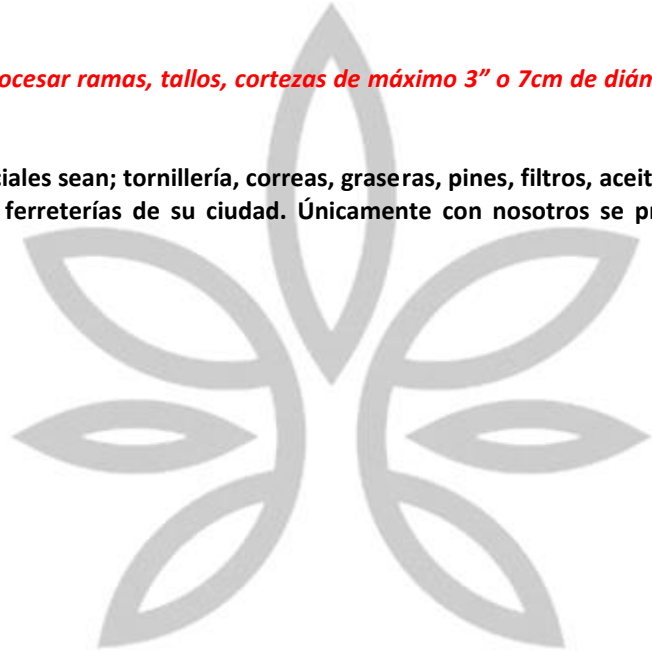 ocesar ramas, tallos, cortezas de máximo 3” o 7cm de diám
ciales sean; tornillería, correas, graseras, pines, filtros, aceit
ferreterías de su ciudad. Únicamente con nosotros se pr